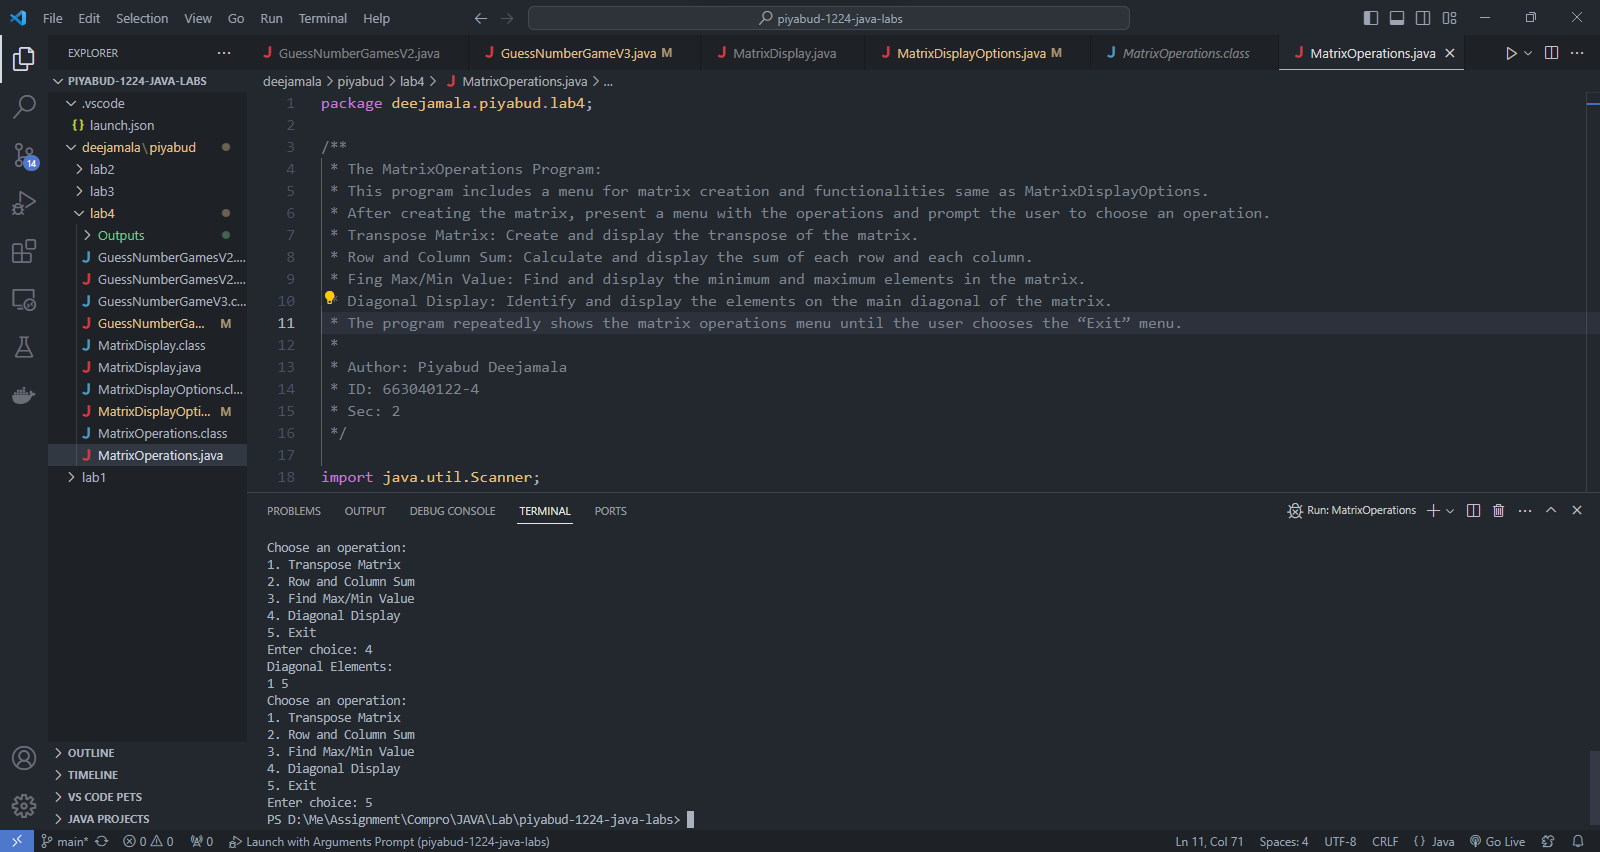 File Edit Selection View Go Run Terminal Help
piyabud-1224-java-labs
EXPLORER
PIYABUD-1224-JAVA-LABS
.vscode
{} launch.json
deejamala\piyabud
lab2
lab3
lab4
Outputs
J GuessNumberGamesV2....
J GuessNumberGamesV2....
J GuessNumberGameV3.c...
J GuessNumberGa... M
J MatrixDisplay.class
J MatrixDisplay.java
J MatrixDisplayOptions.cl...
J MatrixDisplayOpti... M
J MatrixOperations.class
J MatrixOperations.java
lab1
14
OUTLINE
TIMELINE
VS CODE PETS
JAVA PROJECTS
J GuessNumberGamesV2.java J GuessNumberGameV3.java M J MatrixDisplay.java J MatrixDisplayOptions.java M J MatrixOperations.class J MatrixOperations.java
deejamala > piyabud > lab4 > J MatrixOperations.java > ...
1 package deejamala.piyabud.lab4;
2
3 /**
4 * The MatrixOperations Program:
5 * This program includes a menu for matrix creation and functionalities same as MatrixDisplayOptions.
6 * After creating the matrix, present a menu with the operations and prompt the user to choose an operation.
7 * Transpose Matrix: Create and display the transpose of the matrix.
8 * Row and Column Sum: Calculate and display the sum of each row and each column.
9 * Fing Max/Min Value: Find and display the minimum and maximum elements in the matrix.
10 * Diagonal Display: Identify and display the elements on the main diagonal of the matrix.
11 * The program repeatedly shows the matrix operations menu until the user chooses the “Exit” menu.
12 *
13 * Author: Piyabud Deejamala
14 * ID: 663040122-4
15 * Sec: 2
16 */
17
18 import java.util.Scanner;
PROBLEMS OUTPUT DEBUG CONSOLE TERMINAL PORTS
Run: MatrixOperations
Choose an operation:
1. Transpose Matrix
2. Row and Column Sum
3. Find Max/Min Value
4. Diagonal Display
5. Exit
Enter choice: 4
Diagonal Elements:
1 5
Choose an operation:
1. Transpose Matrix
2. Row and Column Sum
3. Find Max/Min Value
4. Diagonal Display
5. Exit
Enter choice: 5
PS D:\Me\Assignment\Compro\JAVA\Lab\piyabud-1224-java-labs>
main* 0 0 0 Launch with Arguments Prompt (piyabud-1224-java-labs)
Ln 11, Col 71 Spaces: 4 UTF-8 CRLF {} Java Go Live